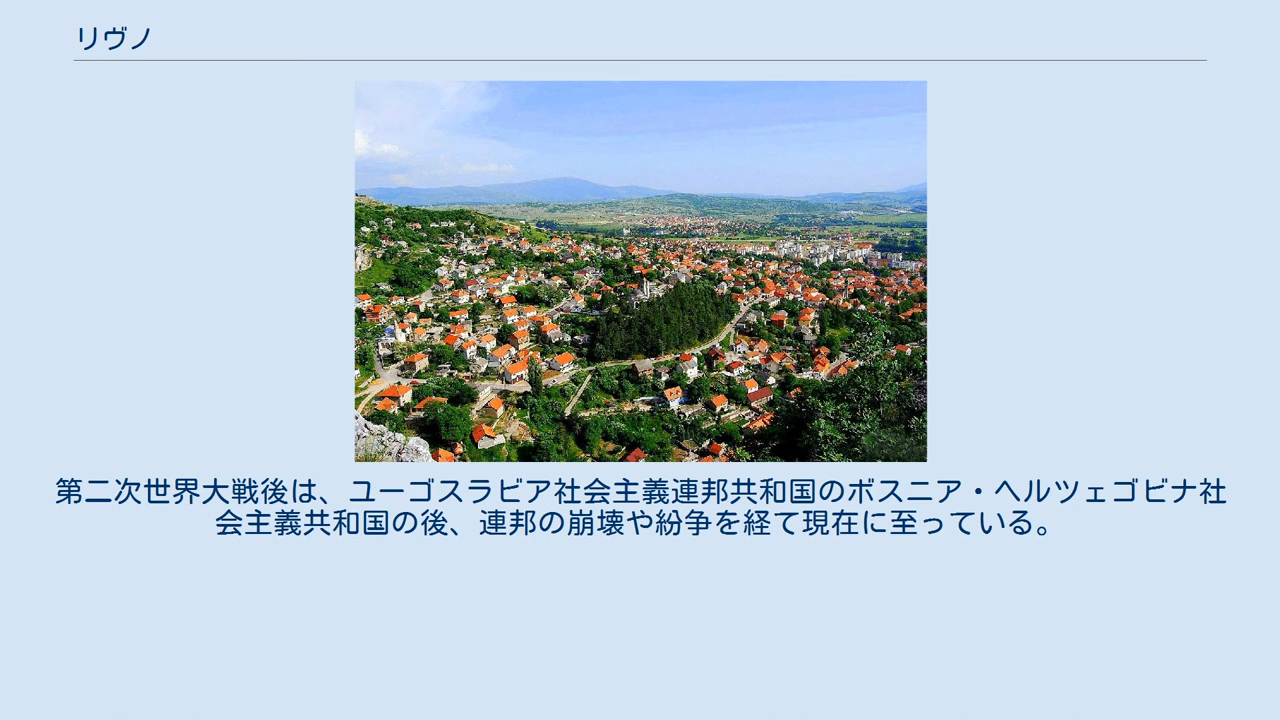 リヴノ
第二次世界大戦後は、ユーゴスラビア社会主義連邦共和国のボスニア・ヘルツェゴビナ社
会主義共和国の後、連邦の崩壊や紛争を経て現在に至っている。